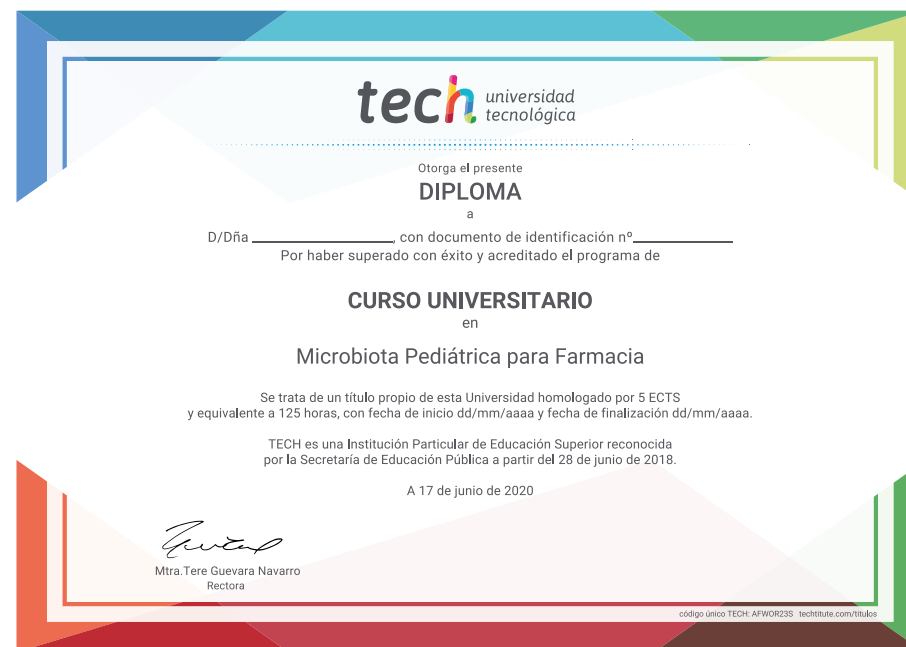 tech universidad
tecnológica
Otorga el presente
DIPLOMA
a
D/Dña ____________________, con documento de identificación nº______________
Por haber superado con éxito y acreditado el programa de
CURSO UNIVERSITARIO
en
Microbiota Pediátrica para Farmacia
Se trata de un título propio de esta Universidad homologado por 5 ECTS
y equivalente a 125 horas, con fecha de inicio dd/mm/aaaa y fecha de finalización dd/mm/aaaa.
TECH es una Institución Particular de Educación Superior reconocida
por la Secretaría de Educación Pública a partir del 28 de junio de 2018.
A 17 de junio de 2020
Mtra.Tere Guevara Navarro
Rectora
código único TECH: AFWOR23S techtitute.com/titulos